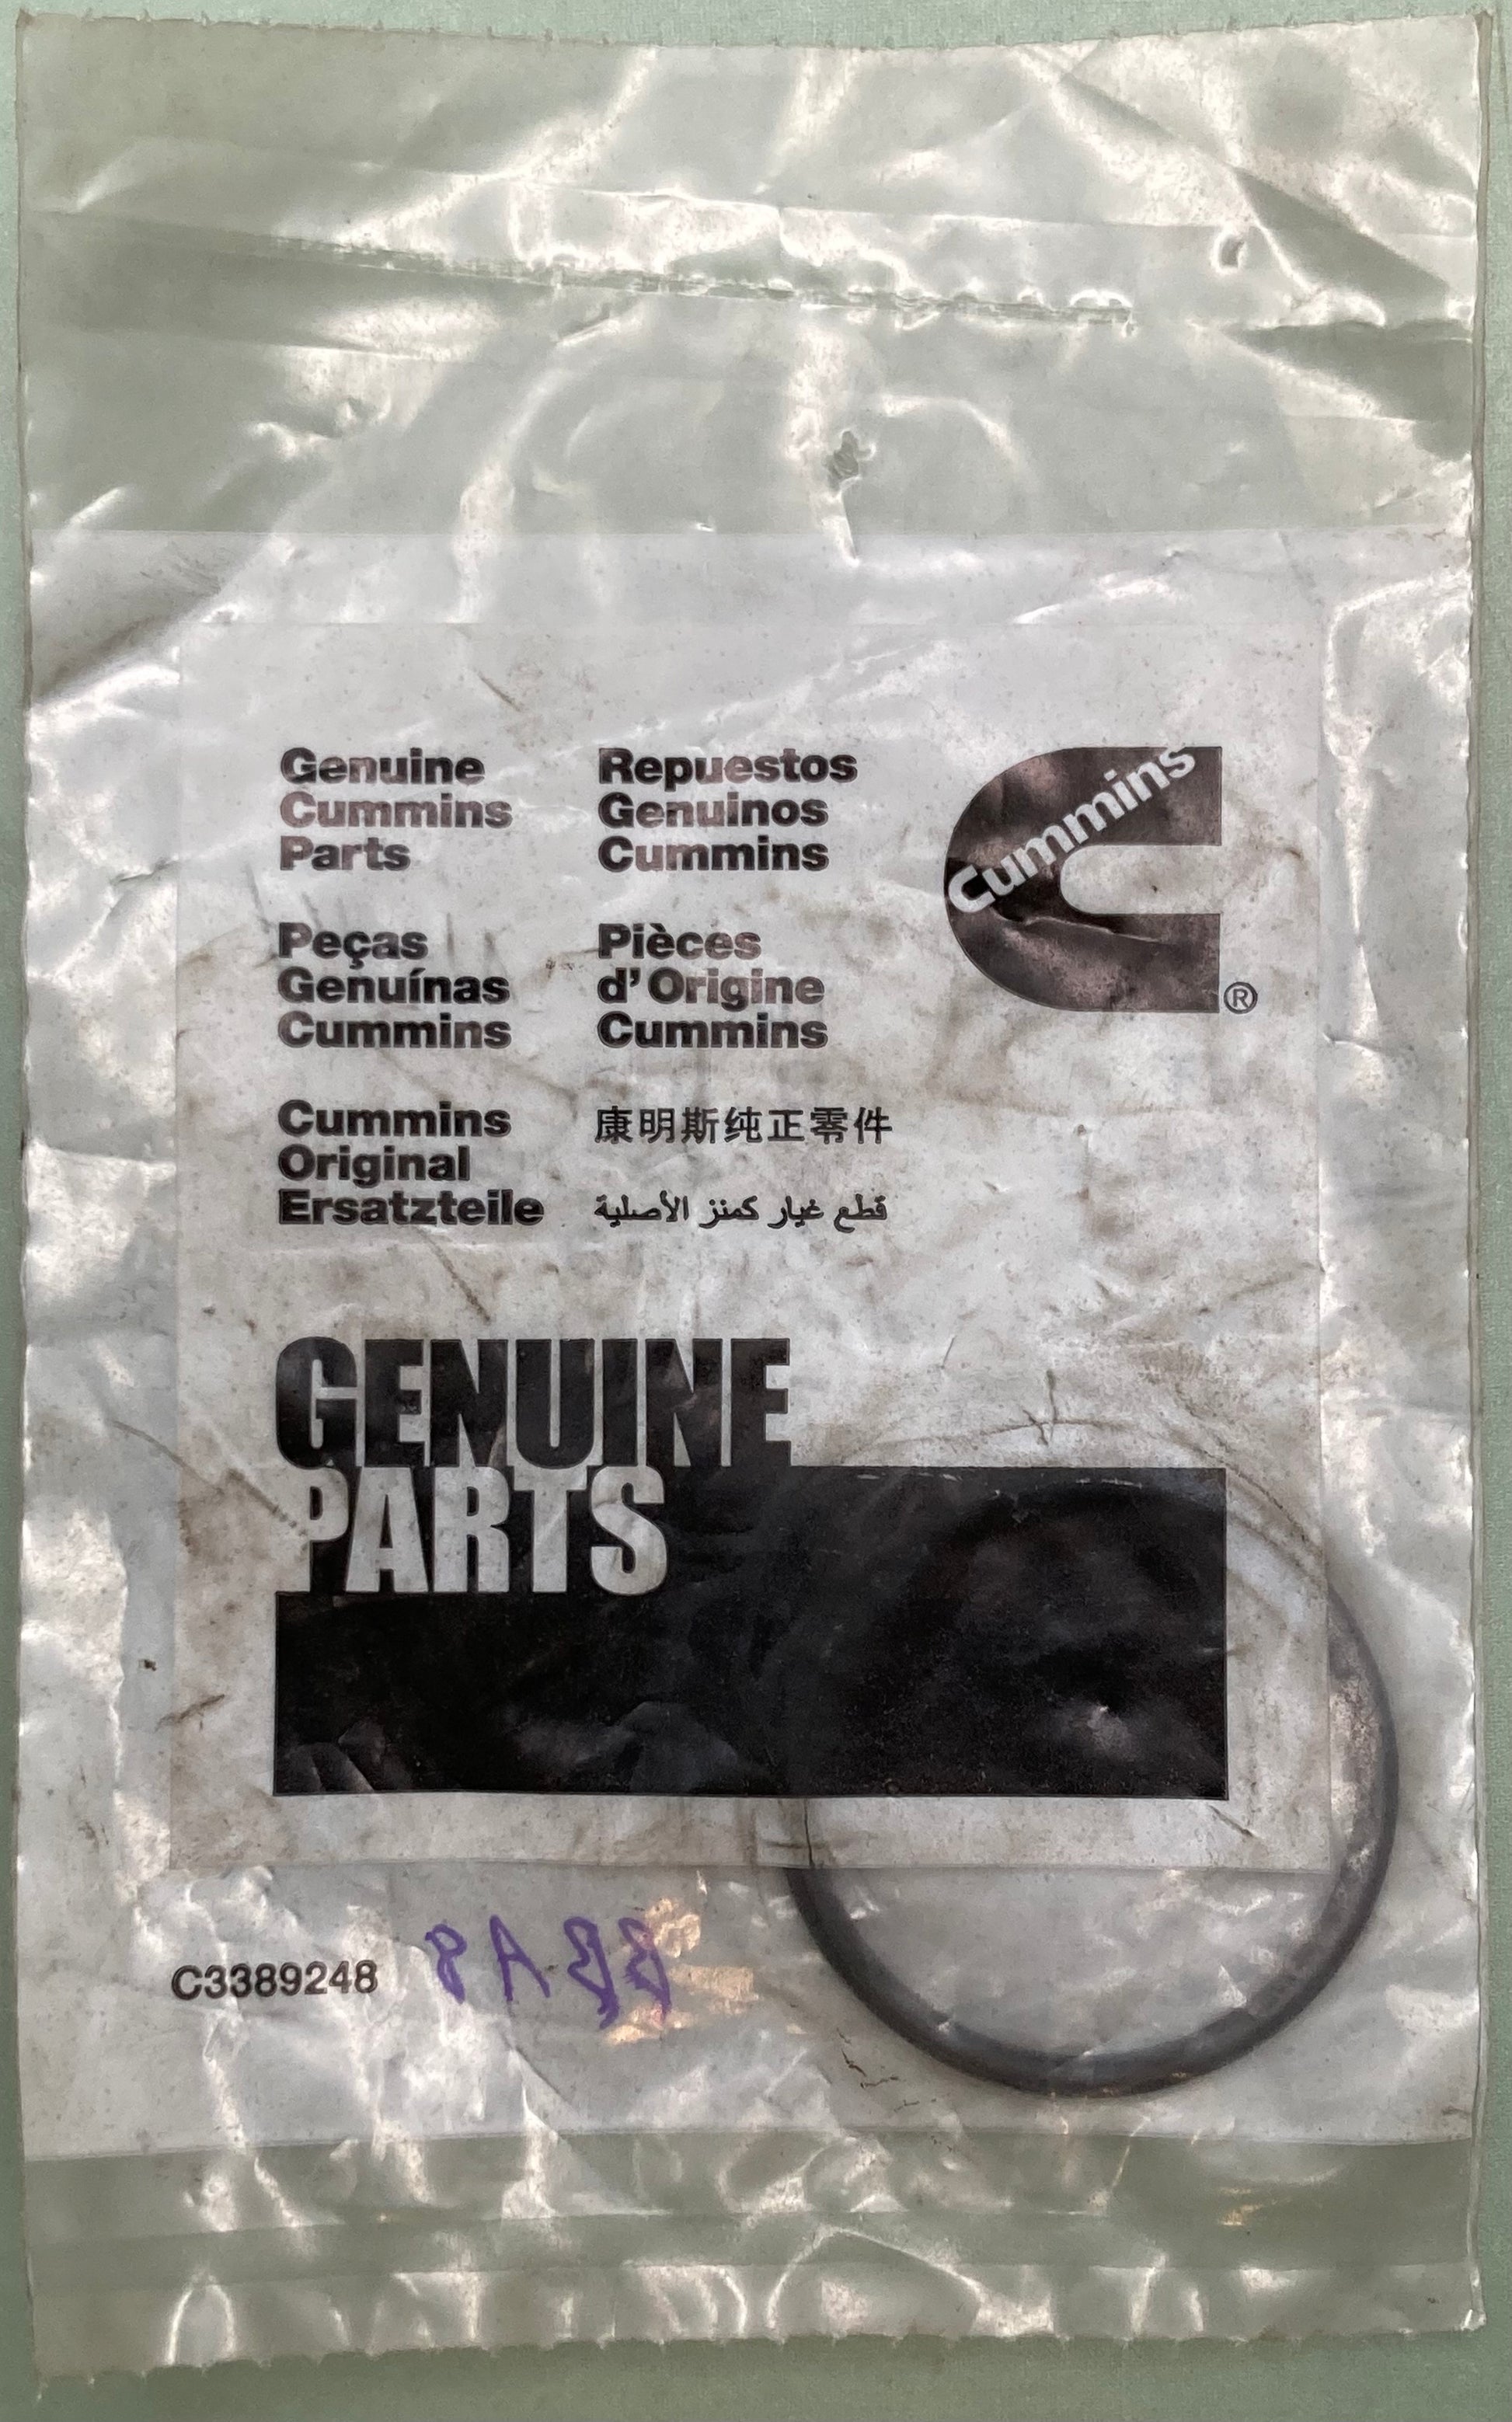 Genuine
Cummins
Parts
Repuestos
Genuinos
Cummins
Cummins
®
Peças
Genuínas
Cummins
Pièces
d' Origine
Cummins
Cummins
Original
Ersatzteile
康明斯纯正零件
قطع غيار كمنز الأصلية
GENUINE
PARTS
C3389248